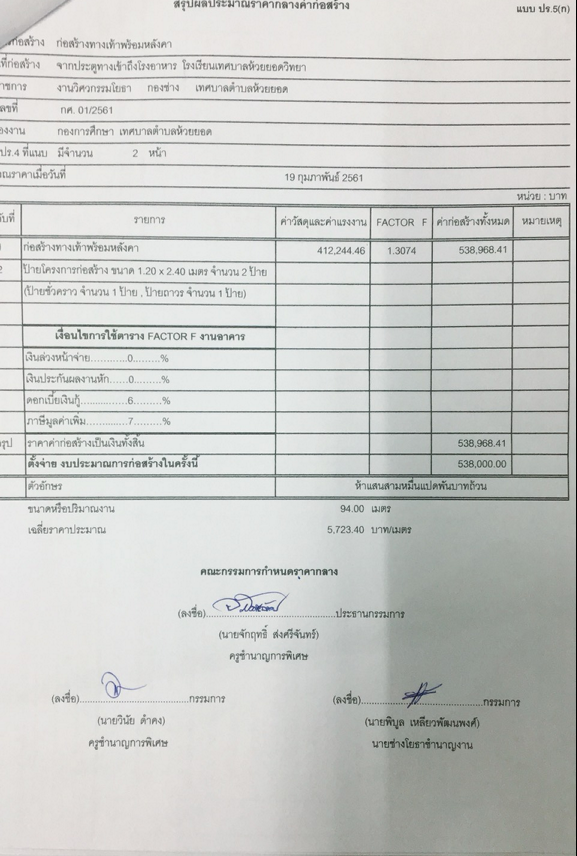 สรุปผลประมาณราคากลางค่าก่อสร้าง
แบบ ปร.5(ก)
ก่อสร้าง ก่อสร้างทางเท้าพร้อมหลังคา
ที่ก่อสร้าง จากประตูทางเข้าถึงโรงอาหาร โรงเรียนเทศบาลห้วยยอดวิทยา
ราชการ งานวิศวกรรมโยธา กองช่าง เทศบาลตำบลห้วยยอด
เลขที่ กศ. 01/2561
ของงาน กองการศึกษา เทศบาลตำบลห้วยยอด
ปร.4 ที่แนบ มีจำนวน 2 หน้า
ณราคาเมื่อวันที่ 19 กุมภาพันธ์ 2561
หน่วย : บาท
ดับที่ รายการ ค่าวัสดุและค่าแรงงาน FACTOR F ค่าก่อสร้างทั้งหมด หมายเหตุ
1 ก่อสร้างทางเท้าพร้อมหลังคา 412,244.46 1.3074 538,968.41
2 ป้ายโครงการก่อสร้าง ขนาด 1.20 x 2.40 เมตร จำนวน 2 ป้าย
(ป้ายชั่วคราว จำนวน 1 ป้าย , ป้ายถาวร จำนวน 1 ป้าย)
เงื่อนไขการใช้ตาราง FACTOR F งานอาคาร
เงินล่วงหน้าจ่าย............0.........%
เงินประกันผลงานหัก......0.........%
ดอกเบี้ยเงินกู้...............6.........%
ภาษีมูลค่าเพิ่ม...............7.........%
รุป ราคาค่าก่อสร้างเป็นเงินทั้งสิ้น 538,968.41
ตั้งจ่าย งบประมาณการก่อสร้างในครั้งนี้ 538,000.00
ตัวอักษร ห้าแสนสามหมื่นแปดพันบาทถ้วน
ขนาดหรือปริมาณงาน 94.00 เมตร
เฉลี่ยราคาประมาณ 5,723.40 บาท/เมตร
คณะกรรมการกำหนดราคากลาง
(ลงชื่อ)..........................................ประธานกรรมการ
(นายจักฤทธิ์ ส่งศรีจันทร์)
ครูชำนาญการพิเศษ
(ลงชื่อ)...................................กรรมการ (ลงชื่อ)...................................กรรมการ
(นายวินัย ดำคง) (นายพิบูล เหลียวพัฒนพงศ์)
ครูชำนาญการพิเศษ นายช่างโยธาชำนาญงาน